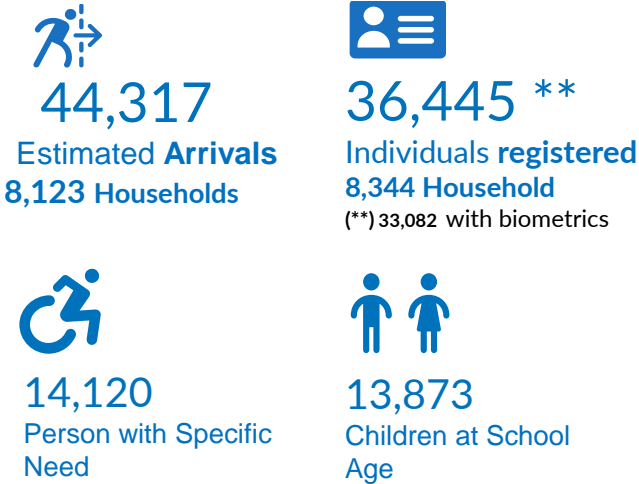 44,317
Estimated Arrivals
8,123 Households
36,445 **
Individuals registered
8,344 Household
(**) 33,082 with biometrics
14,120
Person with Specific
Need
13,873
Children at School
Age